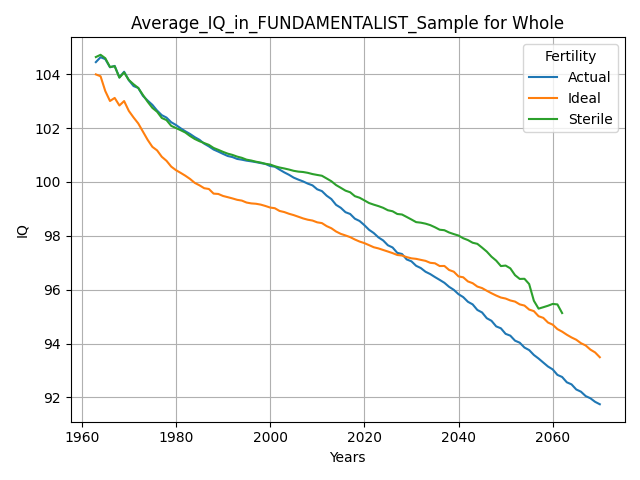 Average_IQ_in_FUNDAMENTALIST_Sample for Whole
Fertility
Actual
Ideal
Sterile
IQ
104
102
100
98
96
94
92
1960 1980 2000 2020 2040 2060
Years